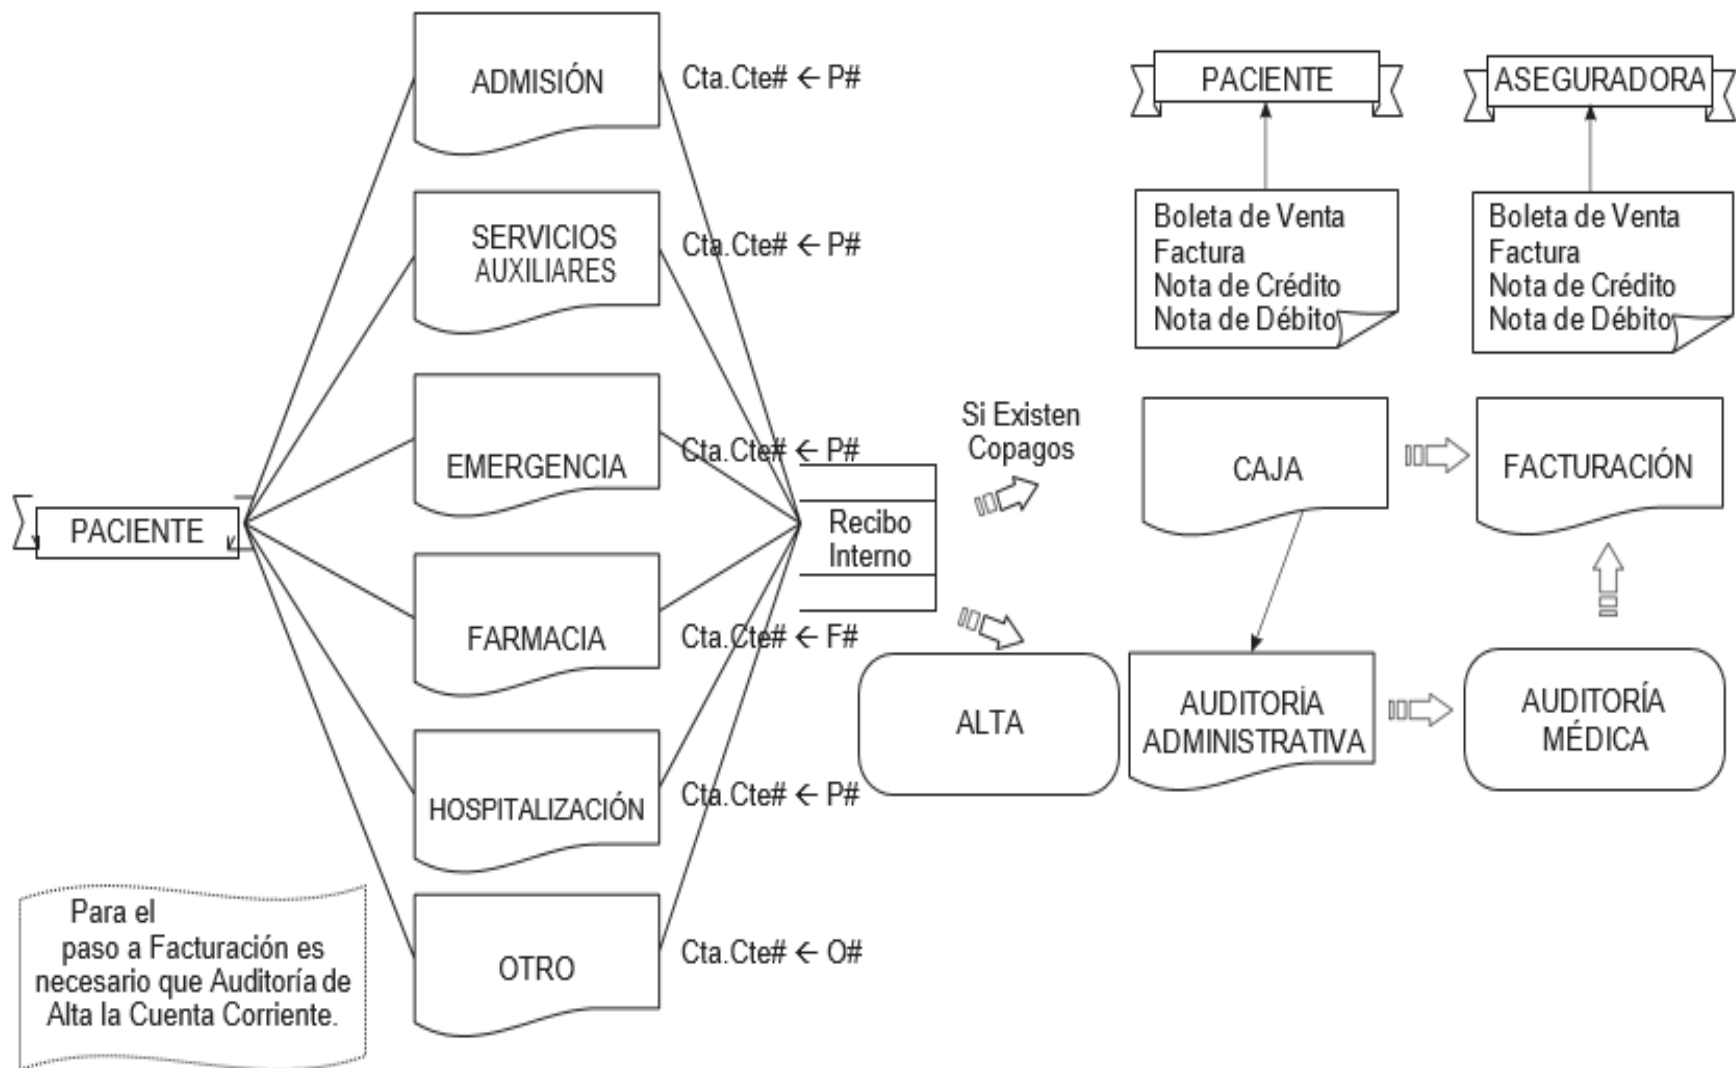 PACIENTE
ADMISIÓN
Cta.Cte# ← P#
SERVICIOS
AUXILIARES
Cta.Cte# ← P#
EMERGENCIA
Cta.Cte# ← P#
FARMACIA
Cta.Cte# ← F#
HOSPITALIZACIÓN
Cta.Cte# ← P#
OTRO
Cta.Cte# ← O#
Recibo
Interno
Si Existen
Copagos
PACIENTE
Boleta de Venta
Factura
Nota de Crédito
Nota de Débito
ASEGURADORA
Boleta de Venta
Factura
Nota de Crédito
Nota de Débito
CAJA
FACTURACIÓN
ALTA
AUDITORÍA
ADMINISTRATIVA
AUDITORÍA
MÉDICA
Para el
paso a Facturación es
necesario que Auditoría de
Alta la Cuenta Corriente.